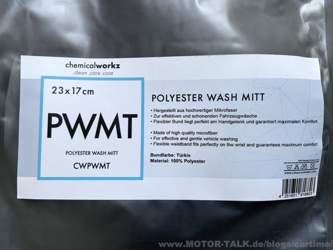 chemicalworkz
clean care coat
23x17cm
PWMT
POLYESTER WASH MITT
CWPWMT
POLYESTER WASH MITT
• Hergestellt aus hochwertiger Mikrofaser
• Zur effektiven und schonenden Fahrzeugwäsche
• Flexibler Bund liegt perfekt am Handgelenk und garantiert maximalen Komfort
• Made of high quality microfiber
• For effective and gentle vehicle washing
• Flexible waistband fits perfectly on the wrist and guarantees maximum comfort
Bundfarbe: Türkis
Material: 100% Polyester
www.MOTOR-TALK.de/blogs/cartime